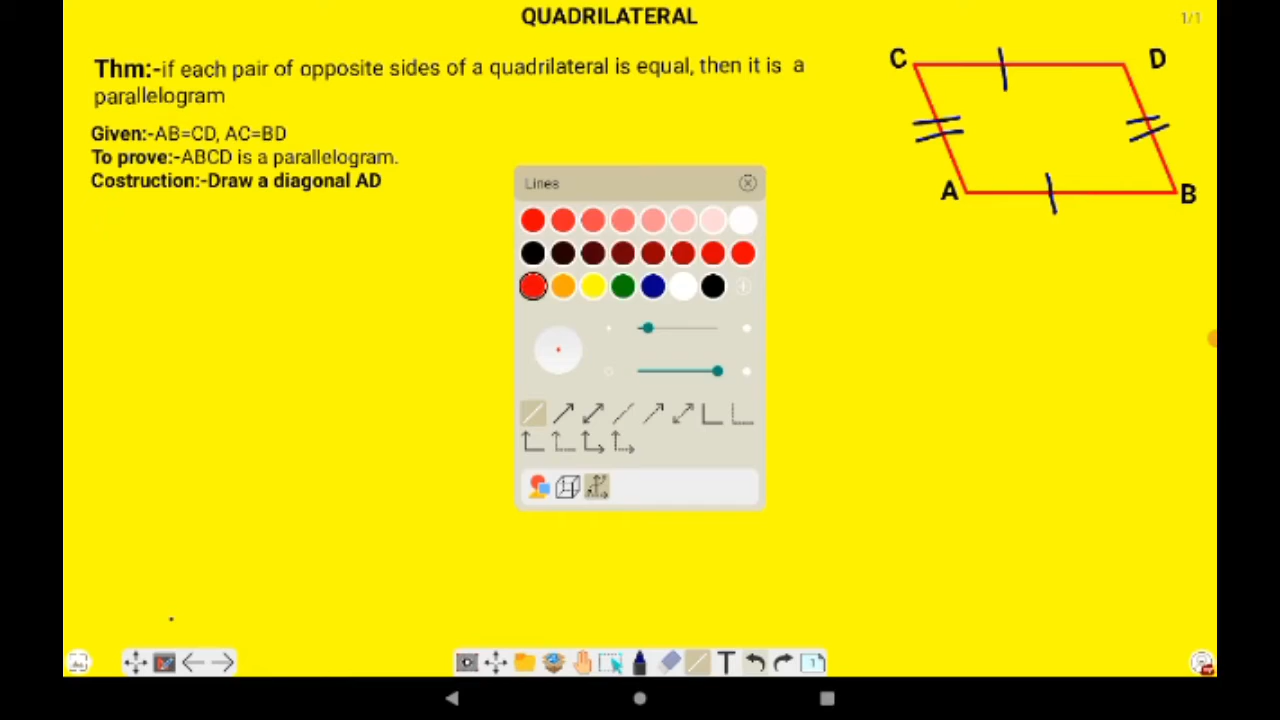 QUADRILATERAL
1/1
Thm:-if each pair of opposite sides of a quadrilateral is equal, then it is a
parallelogram
Given:-AB=CD, AC=BD
To prove:-ABCD is a parallelogram.
Costruction:-Draw a diagonal AD
C
D
A
B
Lines
T
1